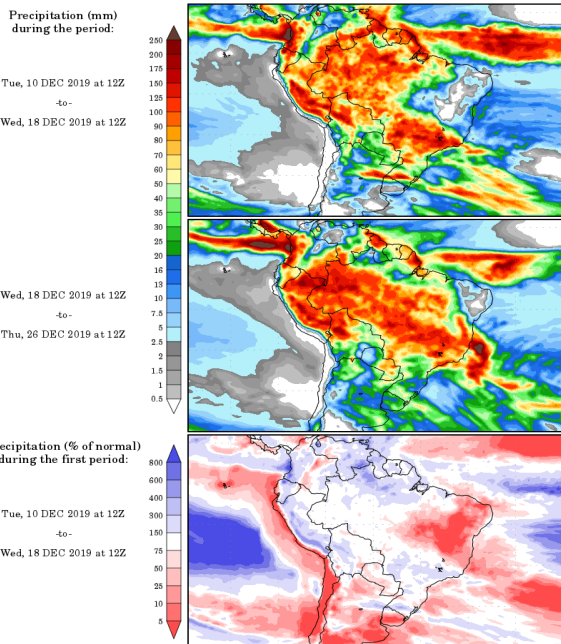 Precipitation (mm)
during the period:
Tue, 10 DEC 2019 at 12Z
-to-
Wed, 18 DEC 2019 at 12Z
250
200
175
150
125
100
90
80
70
60
50
40
35
30
25
20
16
13
10
7.5
5
2.5
2
1.5
1
0.5
Wed, 18 DEC 2019 at 12Z
-to-
Thu, 26 DEC 2019 at 12Z
ecipitation (% of normal)
during the first period:
Tue, 10 DEC 2019 at 12Z
-to-
Wed, 18 DEC 2019 at 12Z
800
600
400
300
150
75
50
25
10
5